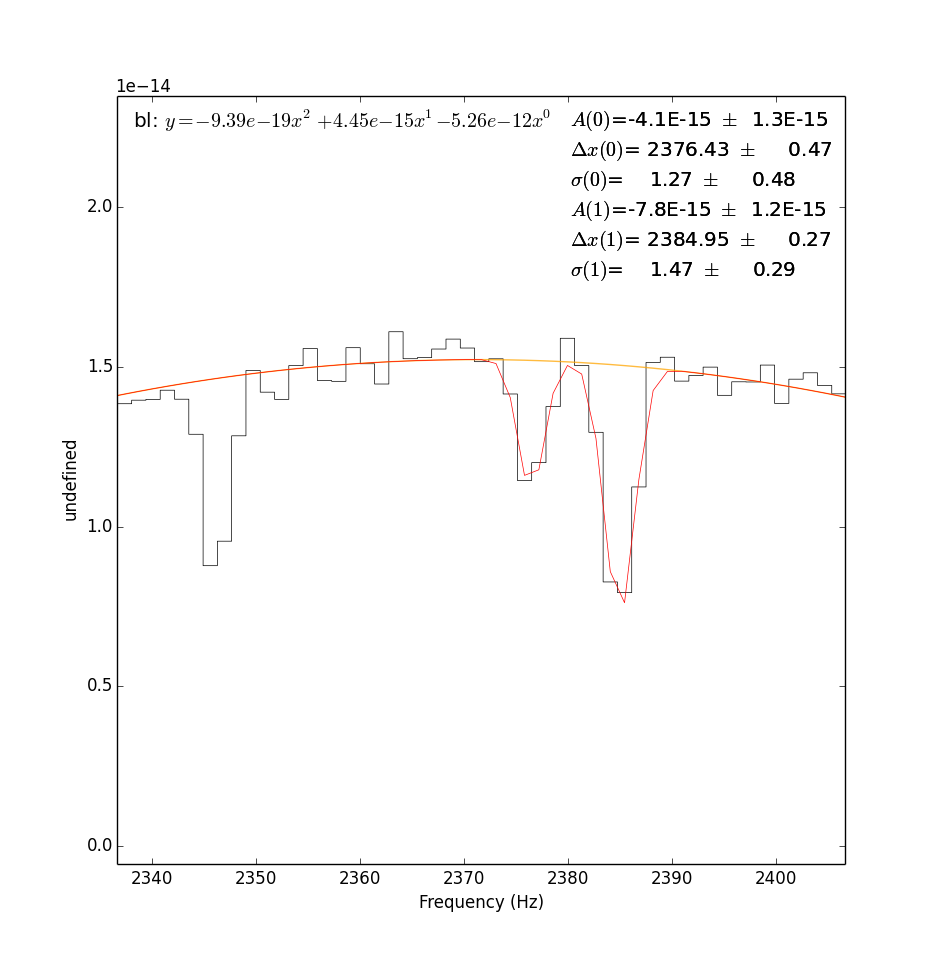 1e−14
bl: y=−9.39e−19x² +4.45e−15x¹ −5.26e−12x⁰
A(0)=-4.1E-15 ± 1.3E-15
Δx(0)= 2376.43 ± 0.47
σ(0)= 1.27 ± 0.48
A(1)=-7.8E-15 ± 1.2E-15
Δx(1)= 2384.95 ± 0.27
σ(1)= 1.47 ± 0.29
2.0
1.5
1.0
0.5
0.0
undefined
2340 2350 2360 2370 2380 2390 2400
Frequency (Hz)